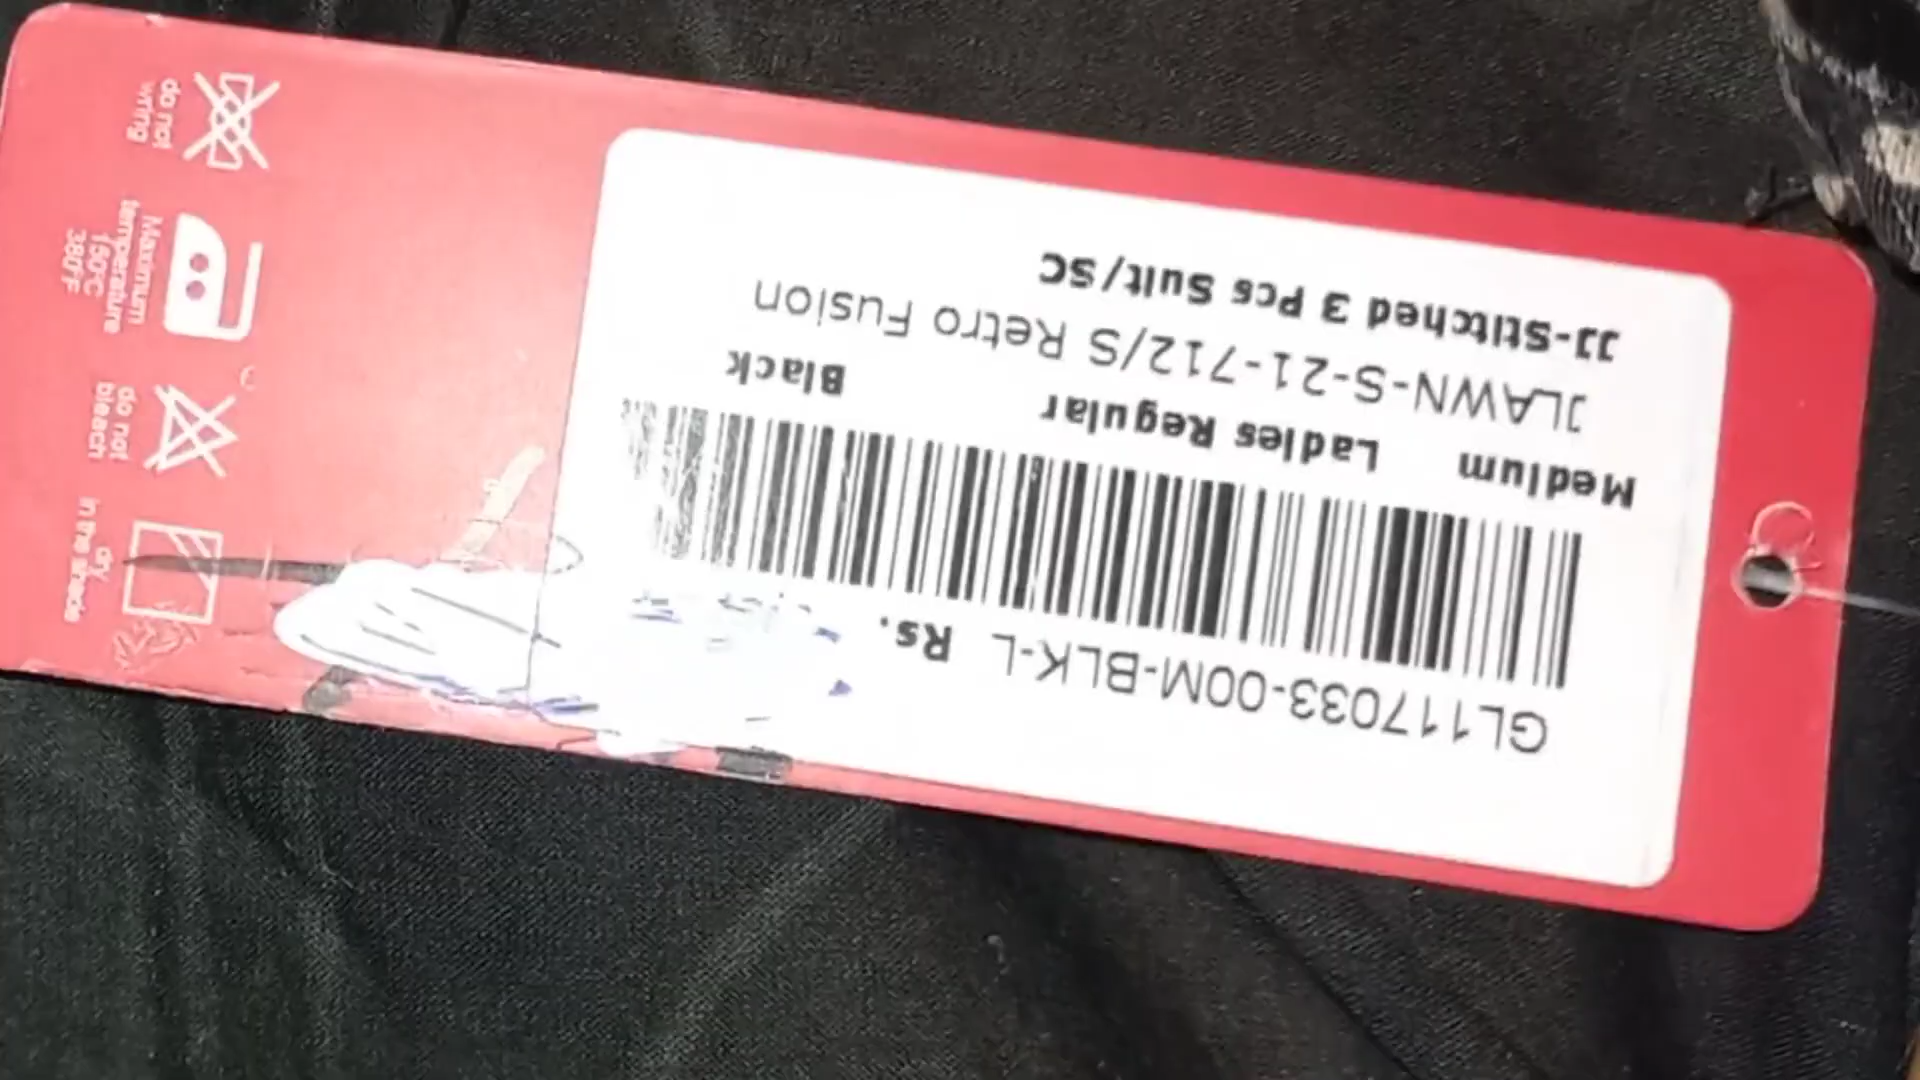 JJ-Stitched 3 Pcs Suit/SC
JLAWN-S-21-712/S Retro Fusion
Medium Ladies Regular Black
GL117033-00M-BLK-L Rs.
dry
in the shade
do not
bleach
Maximum
temperature
150°C
380°F
do not
wring